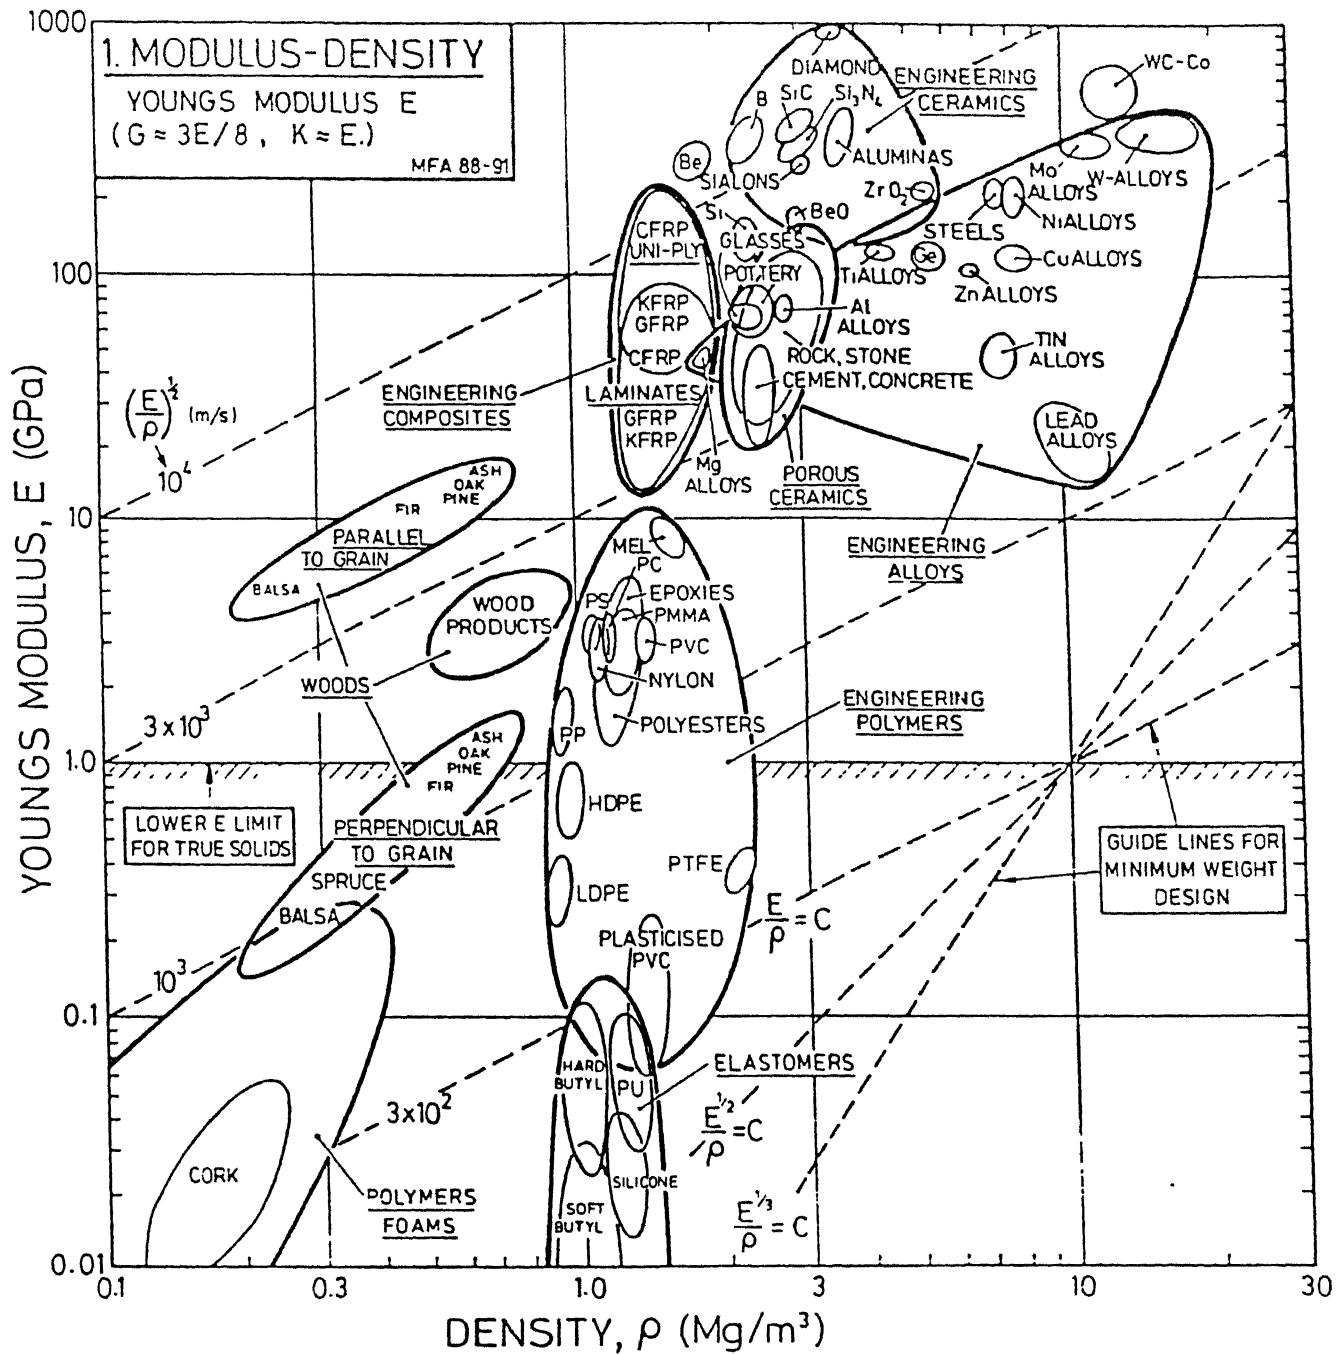 1. MODULUS-DENSITY
YOUNGS MODULUS E
(G ≈ 3E/8, K ≈ E.)
MFA 88-91
1000
100
10
1.0
0.1
0.01
YOUNGS MODULUS, E (GPa)
DIAMOND
ENGINEERING
CERAMICS
WC-Co
B
SiC
Si₃N₄
Be
SIALONS
ALUMINAS
ZrO₂
BeO
Mo
ALLOYS
W-ALLOYS
Ni ALLOYS
STEELS
Si
GLASSES
POTTERY
Ti ALLOYS
Ge
Cu ALLOYS
Zn ALLOYS
CFRP
UNI-PLY
KFRP
GFRP
CFRP
LAMINATES
GFRP
KFRP
Al
ALLOYS
TIN
ALLOYS
ROCK, STONE
CEMENT, CONCRETE
LEAD
ALLOYS
ENGINEERING
COMPOSITES
Mg
ALLOYS
POROUS
CERAMICS
(E/ρ)^½ (m/s)
10⁴
ASH
OAK
PINE
FIR
PARALLEL
TO GRAIN
BALSA
ENGINEERING
ALLOYS
MEL
PC
EPOXIES
PS
PMMA
PVC
NYLON
POLYESTERS
WOOD
PRODUCTS
WOODS
ENGINEERING
POLYMERS
3×10³
PP
ASH
OAK
PINE
FIR
HDPE
LOWER E LIMIT
FOR TRUE SOLIDS
PERPENDICULAR
TO GRAIN
SPRUCE
BALSA
LDPE
PTFE
GUIDE LINES FOR
MINIMUM WEIGHT
DESIGN
E/ρ = C
PLASTICISED
PVC
10³
HARD
BUTYL
PU
ELASTOMERS
3×10²
E^½/ρ = C
CORK
SILICONE
POLYMERS
FOAMS
SOFT
BUTYL
E^⅓/ρ = C
0.1
0.3
1.0
3
10
30
DENSITY, ρ (Mg/m³)